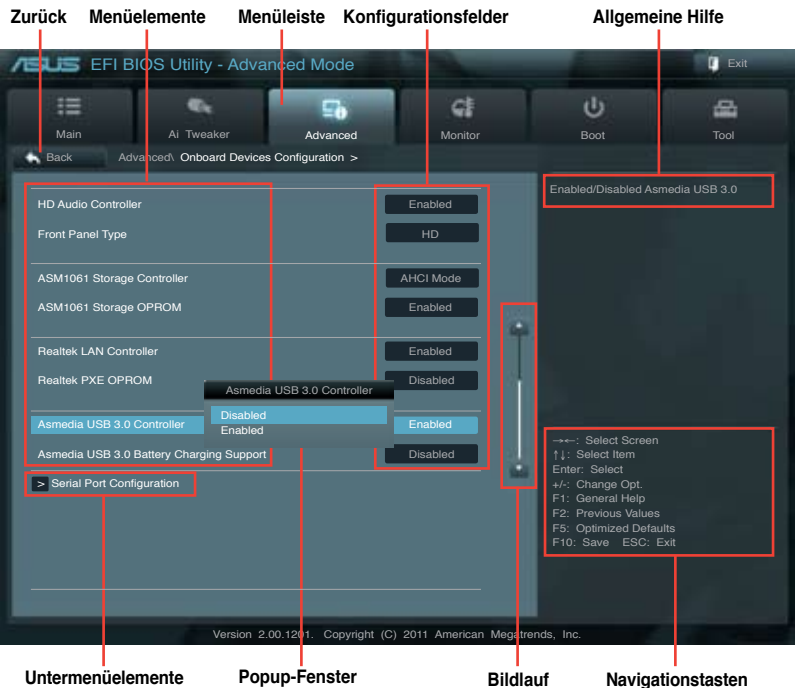 Zurück Menüelemente Menüleiste Konfigurationsfelder Allgemeine Hilfe
ASUS EFI BIOS Utility - Advanced Mode Exit
Main Ai Tweaker Advanced Monitor Boot Tool
Back Advanced\ Onboard Devices Configuration >
Enabled/Disabled Asmedia USB 3.0
HD Audio Controller Enabled
Front Panel Type HD
ASM1061 Storage Controller AHCI Mode
ASM1061 Storage OPROM Enabled
Realtek LAN Controller Enabled
Realtek PXE OPROM Disabled
Asmedia USB 3.0 Controller
Disabled
Enabled
Asmedia USB 3.0 Controller Enabled
Asmedia USB 3.0 Battery Charging Support Disabled
> Serial Port Configuration
→←: Select Screen
↑↓: Select Item
Enter: Select
+/-: Change Opt.
F1: General Help
F2: Previous Values
F5: Optimized Defaults
F10: Save ESC: Exit
Version 2.00.1201. Copyright (C) 2011 American Megatrends, Inc.
Untermenüelemente Popup-Fenster Bildlauf Navigationstasten